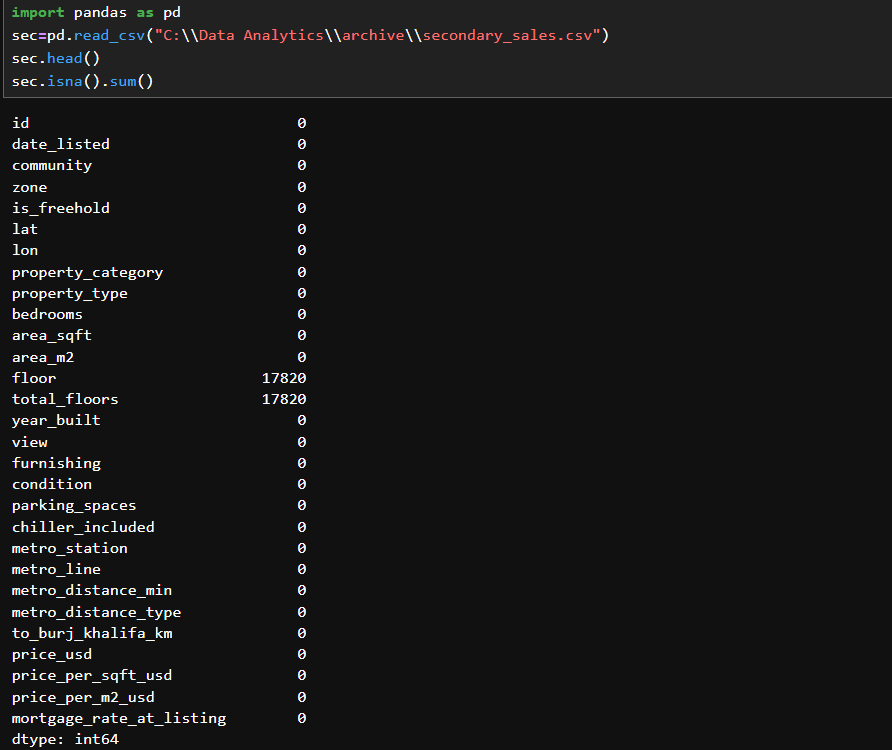 import pandas as pd
sec=pd.read_csv("C:\\Data Analytics\\archive\\secondary_sales.csv")
sec.head()
sec.isna().sum()
id 0
date_listed 0
community 0
zone 0
is_freehold 0
lat 0
lon 0
property_category 0
property_type 0
bedrooms 0
area_sqft 0
area_m2 0
floor 17820
total_floors 17820
year_built 0
view 0
furnishing 0
condition 0
parking_spaces 0
chiller_included 0
metro_station 0
metro_line 0
metro_distance_min 0
metro_distance_type 0
to_burj_khalifa_km 0
price_usd 0
price_per_sqft_usd 0
price_per_m2_usd 0
mortgage_rate_at_listing 0
dtype: int64